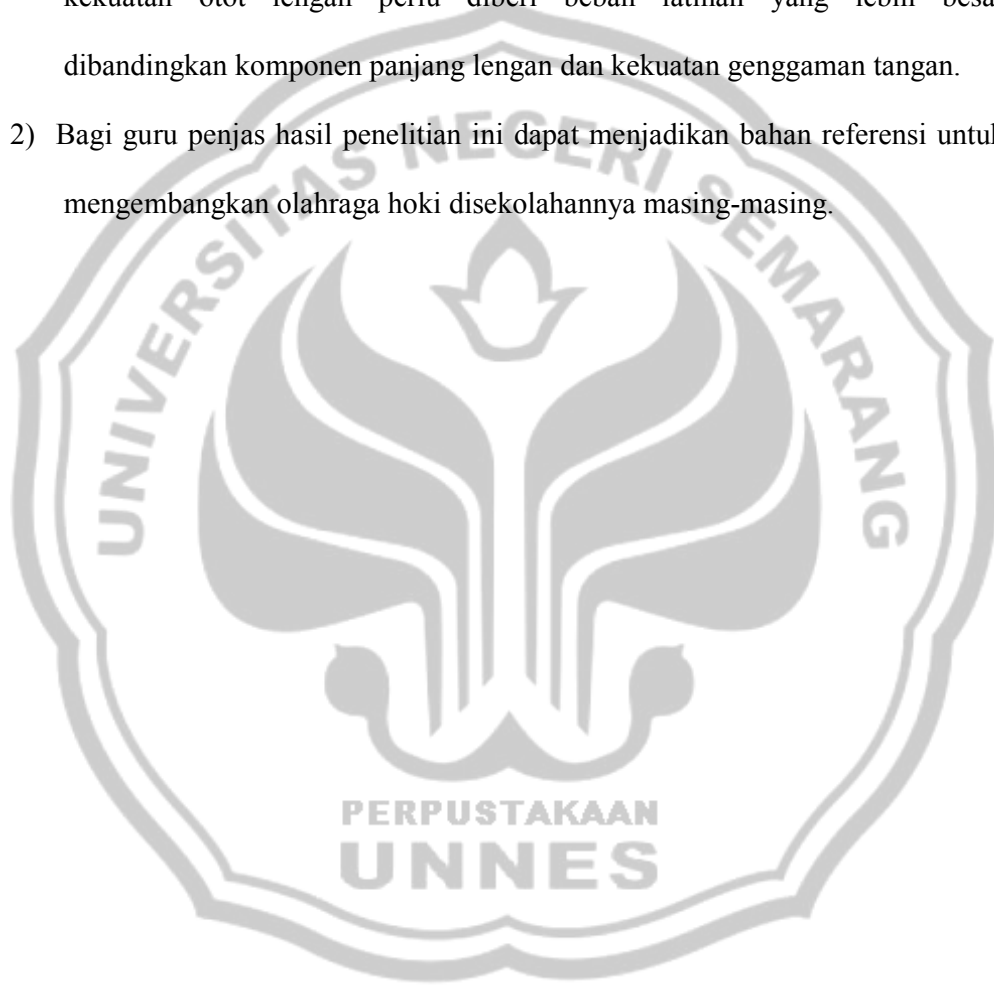 kekuatan otot lengan perlu diberi beban latihan yang lebih besar
dibandingkan komponen panjang lengan dan kekuatan genggaman tangan.
2) Bagi guru penjas hasil penelitian ini dapat menjadikan bahan referensi untuk
mengembangkan olahraga hoki disekolahannya masing-masing.
UNIVERSITAS NEGERI SEMARANG
PERPUSTAKAAN
UNNES